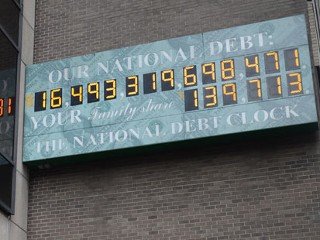 OUR NATIONAL DEBT:
16,493,319,698,471
YOUR Family share 139,713
THE NATIONAL DEBT CLOCK